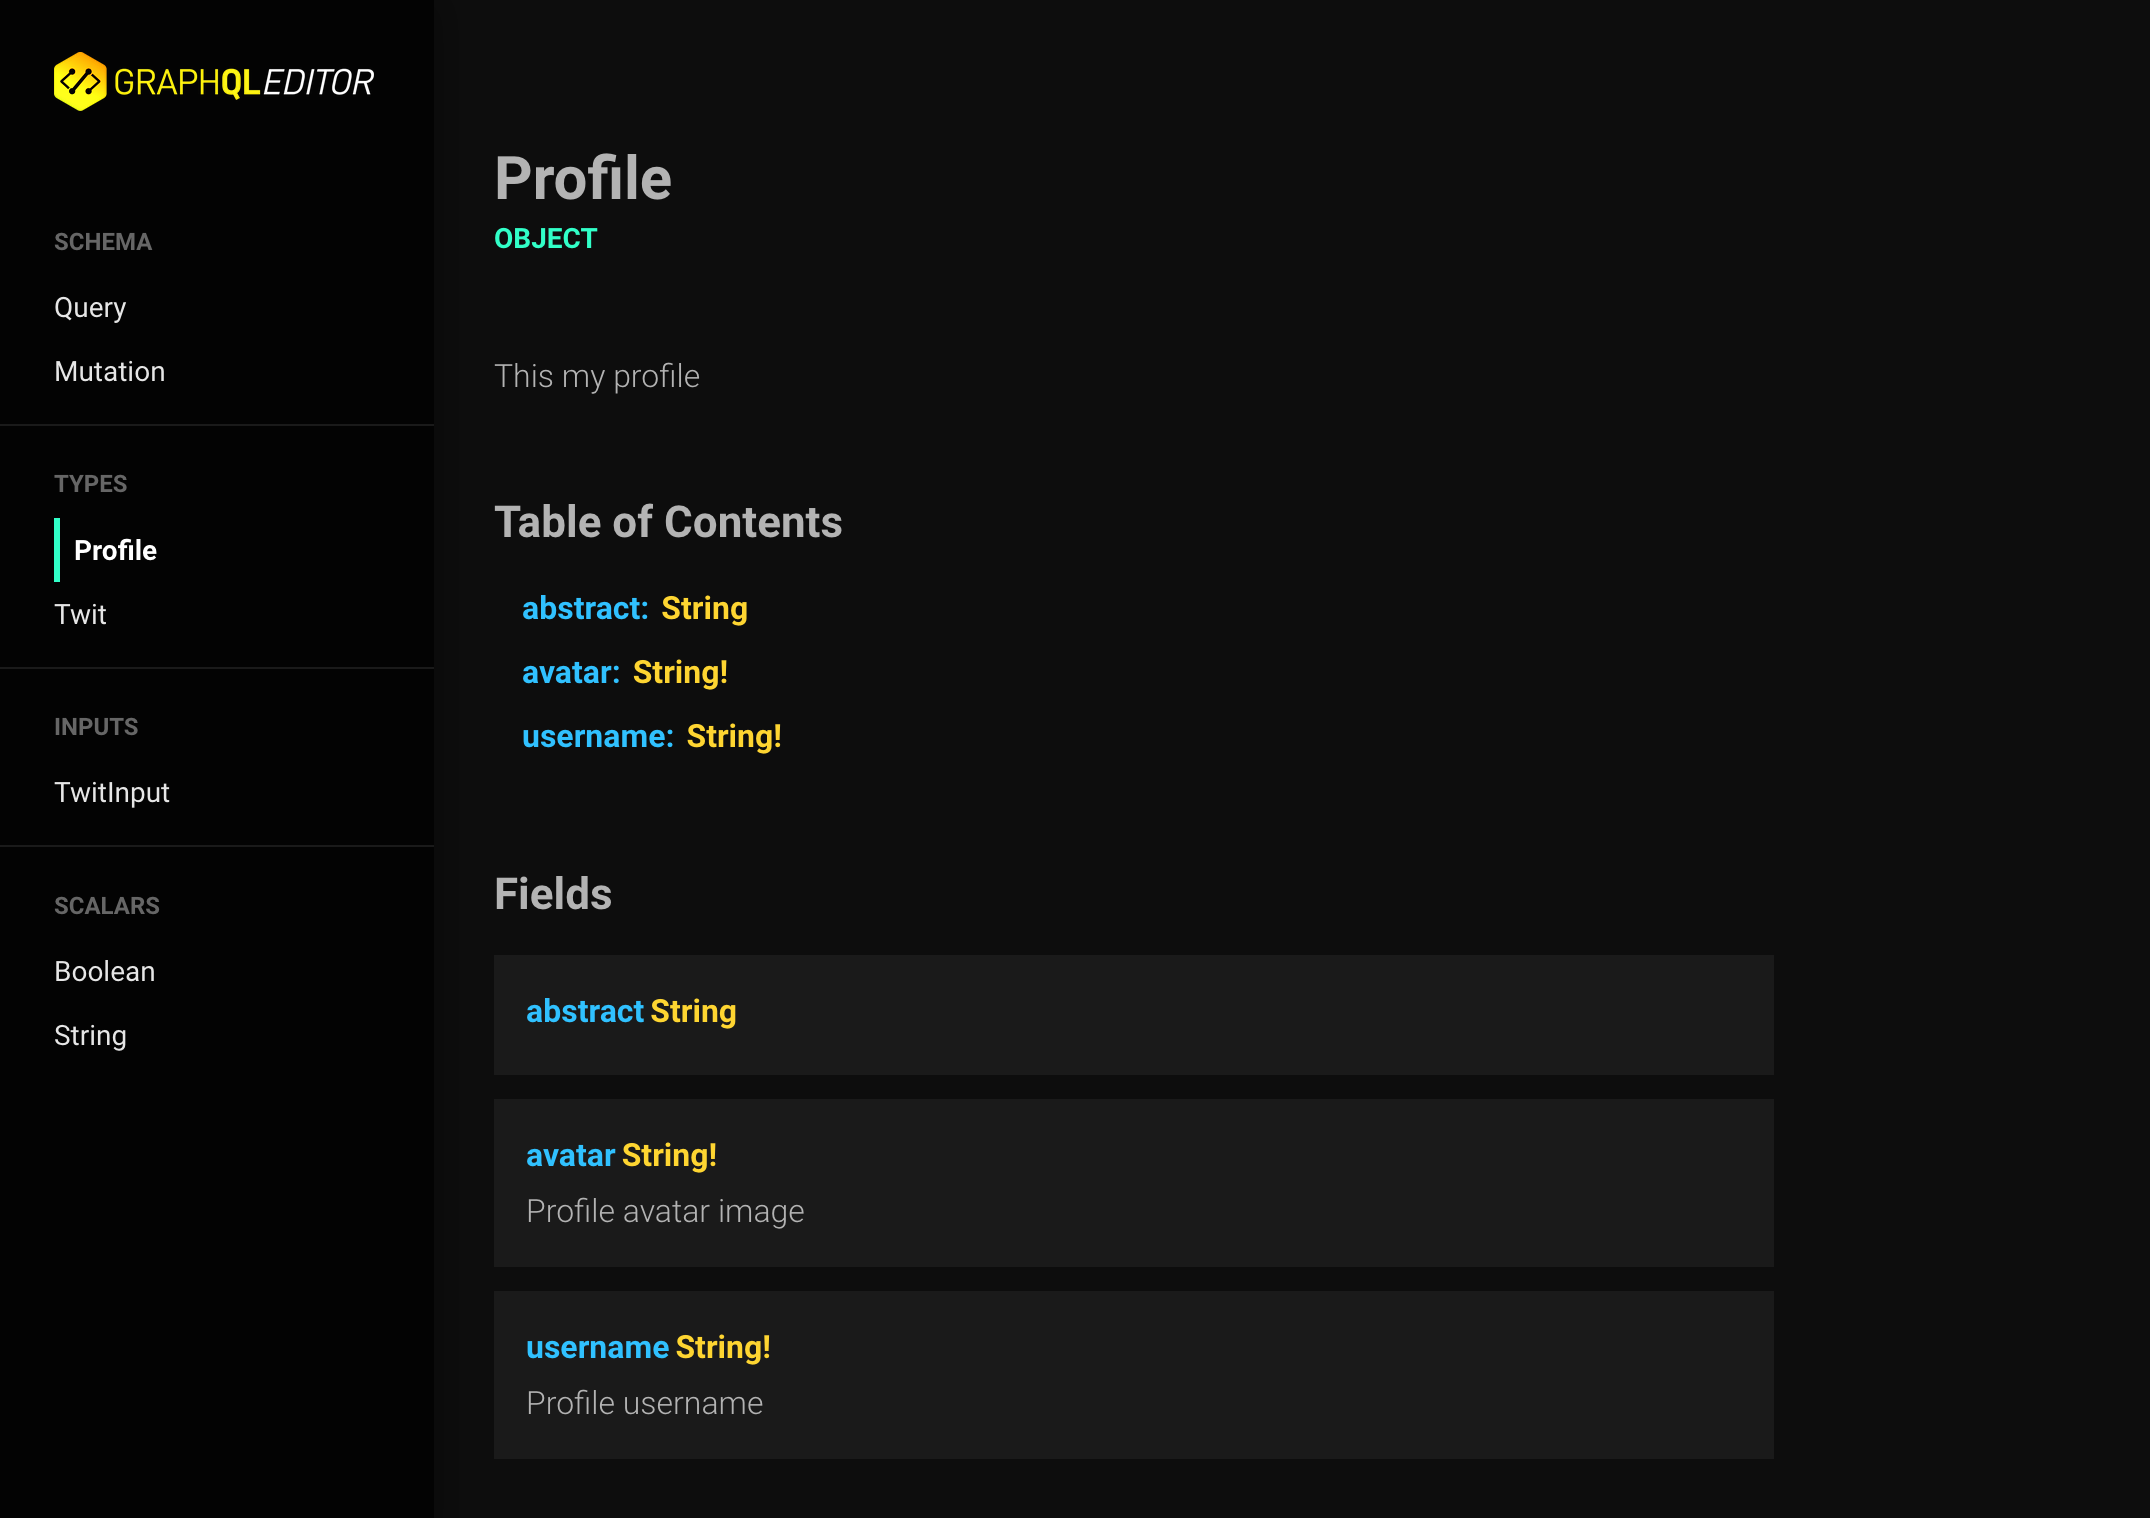 GRAPHQLEDITOR
SCHEMA
Query
Mutation
TYPES
Profile
Twit
INPUTS
TwitInput
SCALARS
Boolean
String
Profile
OBJECT
This my profile
Table of Contents
abstract: String
avatar: String!
username: String!
Fields
abstract String
avatar String!
Profile avatar image
username String!
Profile username